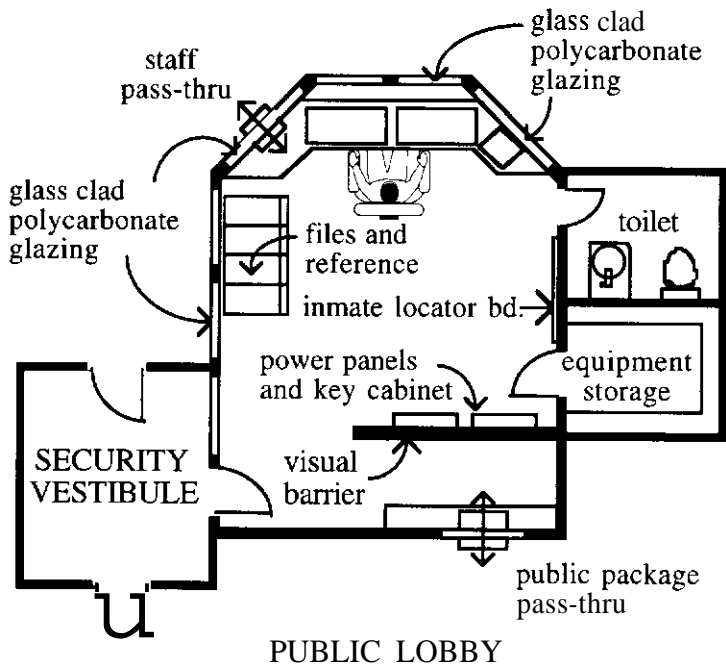 staff
pass-thru
glass clad
polycarbonate
glazing
glass clad
polycarbonate
glazing
files and
reference
toilet
inmate locator bd.
power panels
and key cabinet
equipment
storage
SECURITY
VESTIBULE
visual
barrier
public package
pass-thru
PUBLIC LOBBY